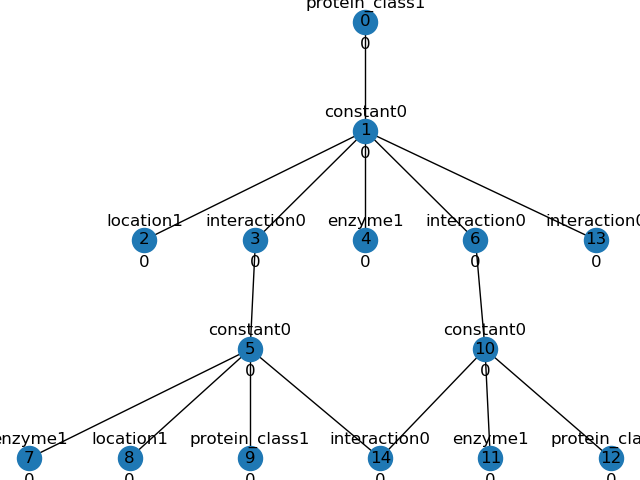 protein_class1
0
0
constant0
1
0
location1 interaction0 enzyme1 interaction0 interaction0
2 3 4 6 13
0 0 0 0 0
constant0 constant0
5 10
0 0
enzyme1 location1 protein_class1 interaction0 enzyme1 protein_cla
7 8 9 14 11 12
0 0 0 0 0 0